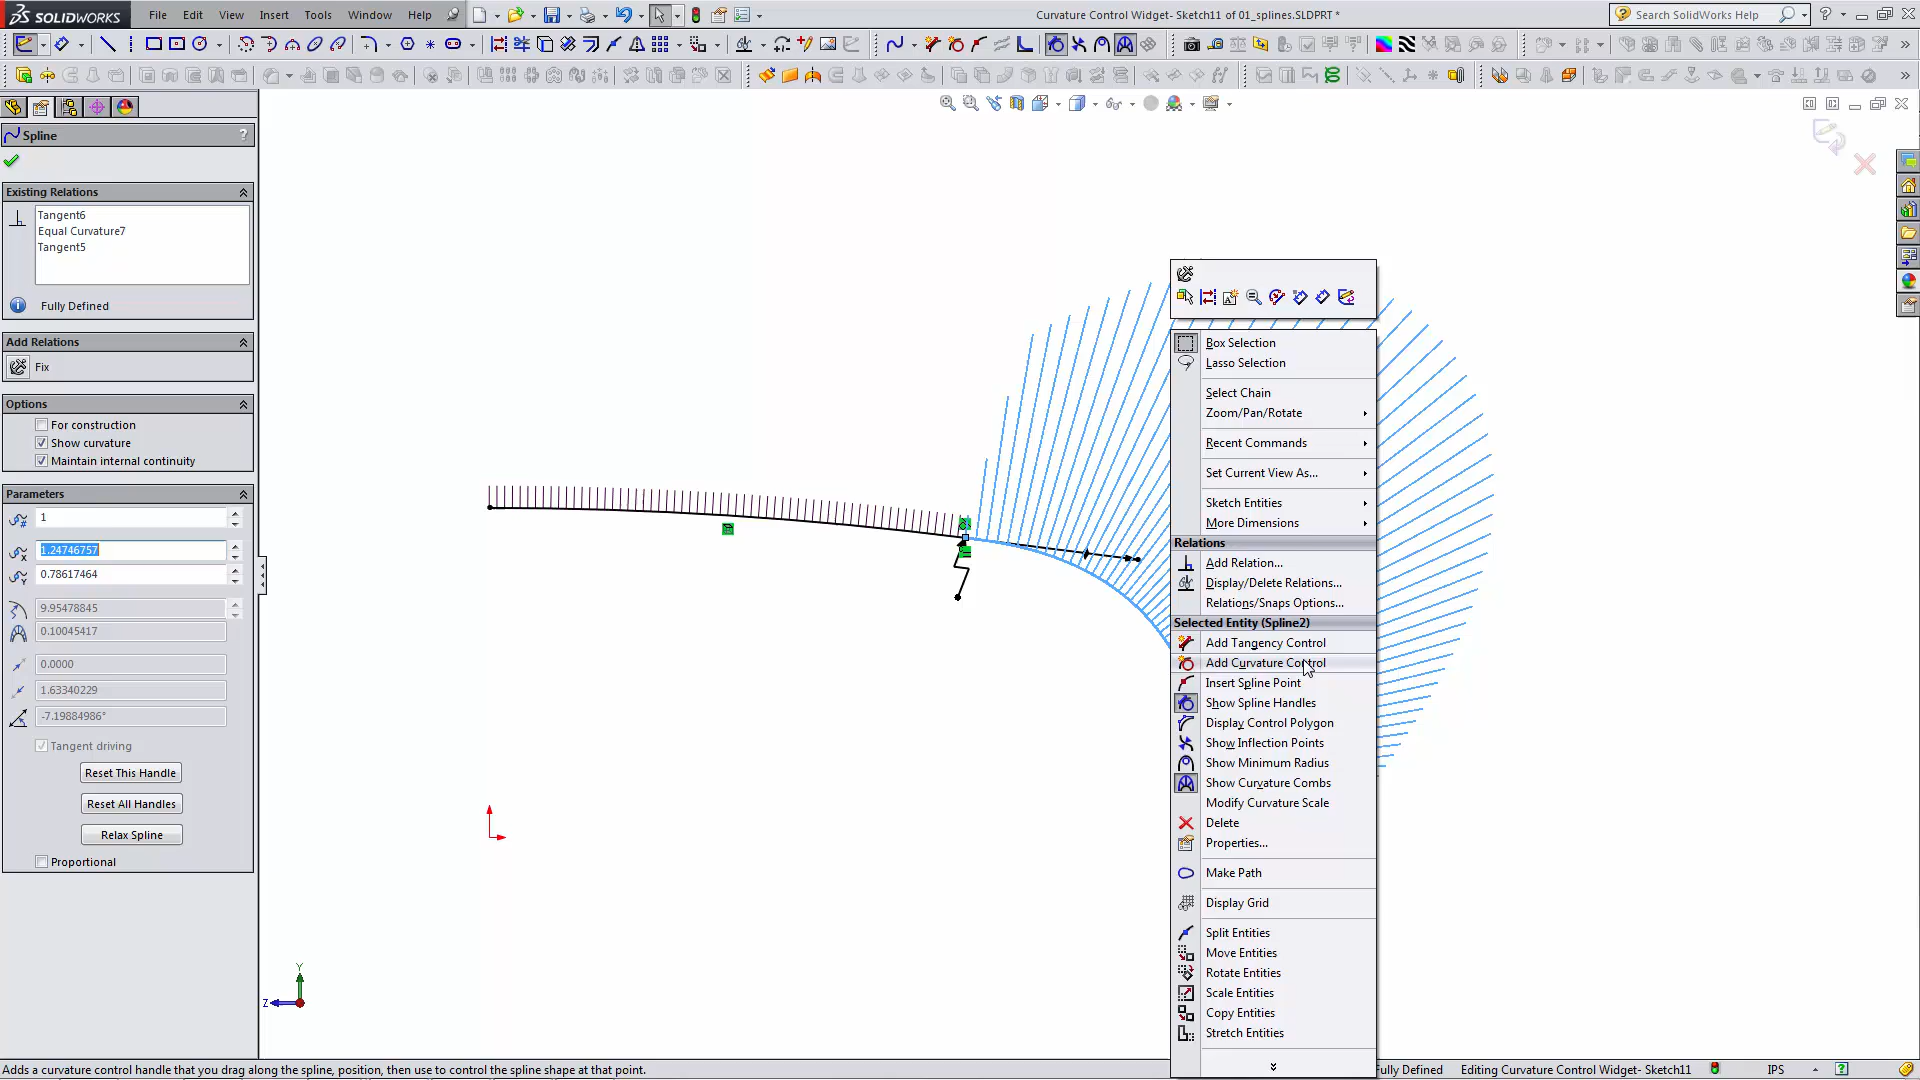 SOLIDWORKS
File Edit View Insert Tools Window Help
Curvature Control Widget- Sketch11 of 01_splines.SLDPRT *
Search SolidWorks Help
Spline
?
Existing Relations
Tangent6
Equal Curvature7
Tangent5
Fully Defined
Add Relations
Fix
Options
For construction
Show curvature
Maintain internal continuity
Parameters
1
1.24746757
0.78617464
9.95478845
0.10045417
0.0000
1.63340229
-7.19884986°
Tangent driving
Reset This Handle
Reset All Handles
Relax Spline
Proportional
Y
Z
Box Selection
Lasso Selection
Select Chain
Zoom/Pan/Rotate
Recent Commands
Set Current View As...
Sketch Entities
More Dimensions
Relations
Add Relation...
Display/Delete Relations...
Relations/Snaps Options...
Selected Entity (Spline2)
Add Tangency Control
Add Curvature Control
Insert Spline Point
Show Spline Handles
Display Control Polygon
Show Inflection Points
Show Minimum Radius
Show Curvature Combs
Modify Curvature Scale
Delete
Properties...
Make Path
Display Grid
Split Entities
Move Entities
Rotate Entities
Scale Entities
Copy Entities
Stretch Entities
Adds a curvature control handle that you drag along the spline, position, then use to control the spline shape at that point.
ully Defined Editing Curvature Control Widget- Sketch11 IPS